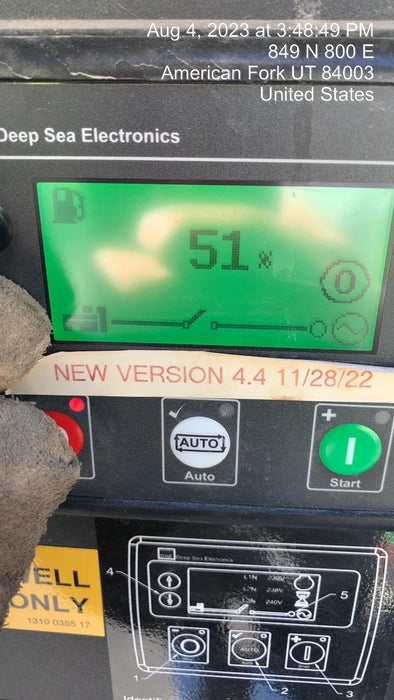 Aug 4, 2023 at 3:48:49 PM
849 N 800 E
American Fork UT 84003
United States
Deep Sea Electronics
51 %
0
NEW VERSION 4.4 11/28/22
AUTO
Auto
Start
ELL
ONLY
1310 0355 17
Deep Sea Electronics
L1N 230V
L2N 230V
L3N 240V
4
5
AUTO
1
2
3